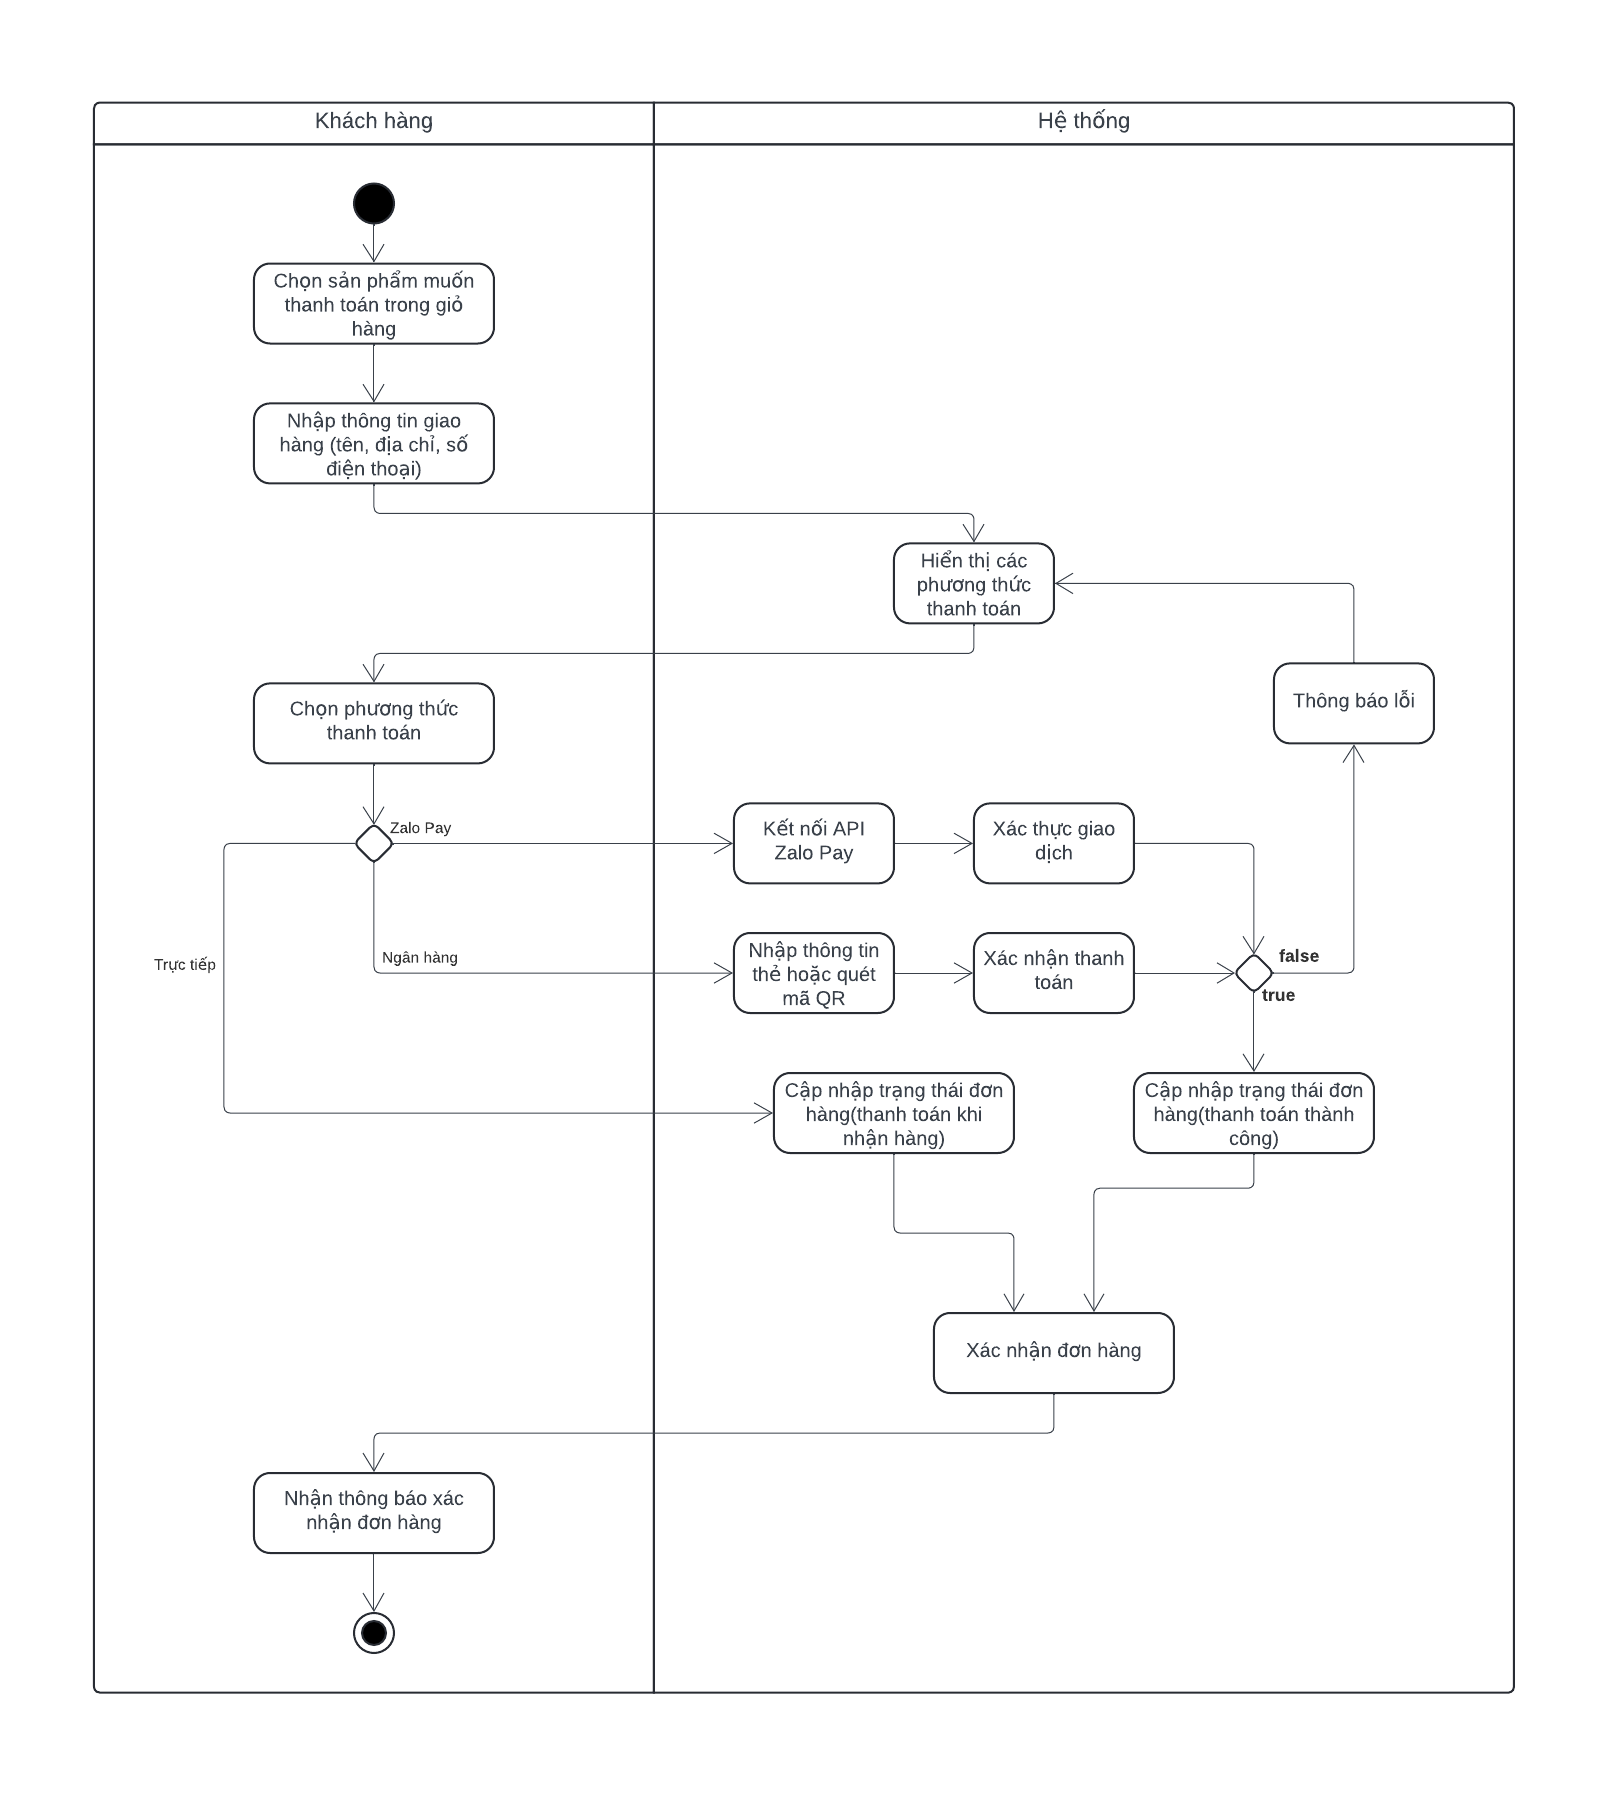 Khách hàng
Hệ thống
Chọn sản phẩm muốn
thanh toán trong giỏ
hàng
Nhập thông tin giao
hàng (tên, địa chỉ, số
điện thoại)
Hiển thị các
phương thức
thanh toán
Chọn phương thức
thanh toán
Thông báo lỗi
Zalo Pay
Kết nối API
Zalo Pay
Xác thực giao
dịch
Trực tiếp
Ngân hàng
Nhập thông tin
thẻ hoặc quét
mã QR
Xác nhận thanh
toán
false
true
Cập nhập trạng thái đơn
hàng(thanh toán khi
nhận hàng)
Cập nhập trạng thái đơn
hàng(thanh toán thành
công)
Xác nhận đơn hàng
Nhận thông báo xác
nhận đơn hàng